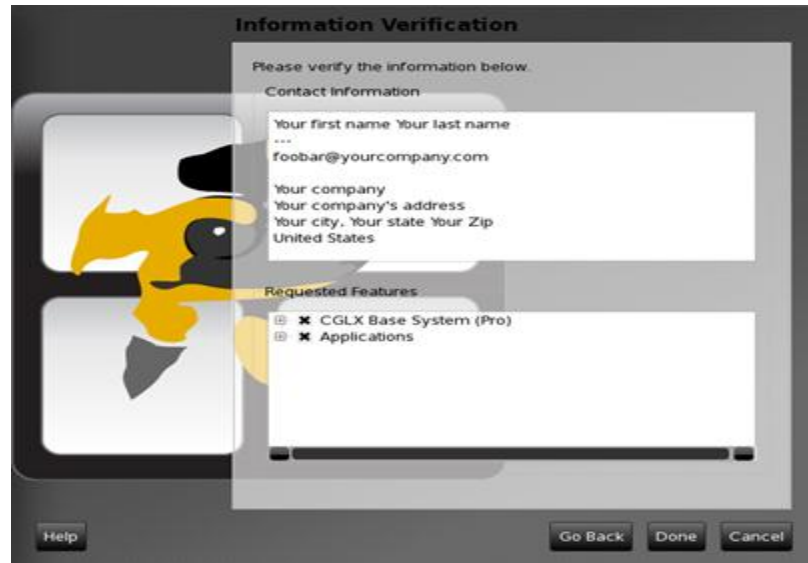 Information Verification
Please verify the information below.
Contact Information
Your first name Your last name
---
foobar@yourcompany.com
Your company
Your company's address
Your city, Your state Your Zip
United States
Requested Features
CGLX Base System (Pro)
Applications
Help
Go Back
Done
Cancel